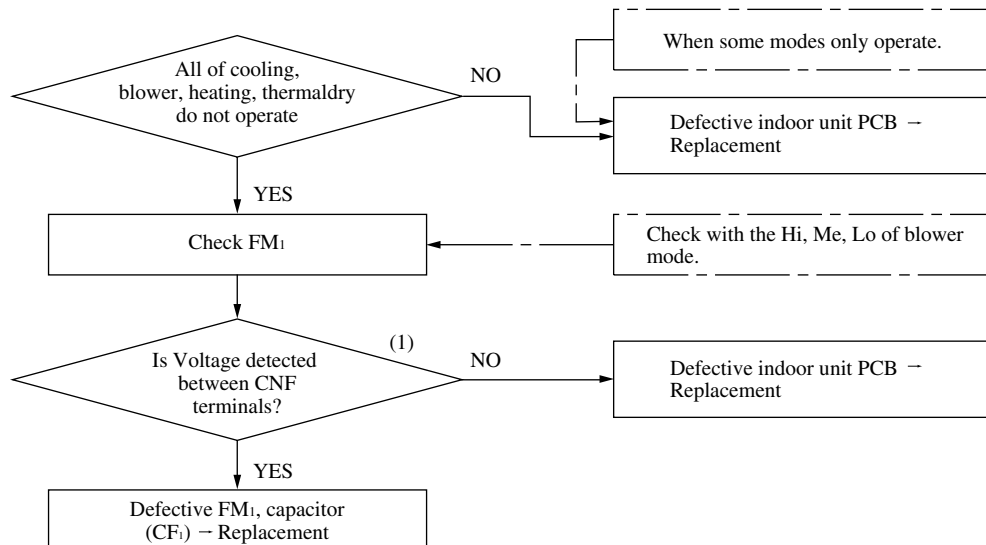 All of cooling,
blower, heating, thermaldry
do not operate
NO
When some modes only operate.
Defective indoor unit PCB →
Replacement
YES
Check FM₁
Check with the Hi, Me, Lo of blower
mode.
(1)
Is Voltage detected
between CNF
terminals?
NO
Defective indoor unit PCB →
Replacement
YES
Defective FM₁, capacitor
(CF₁) → Replacement